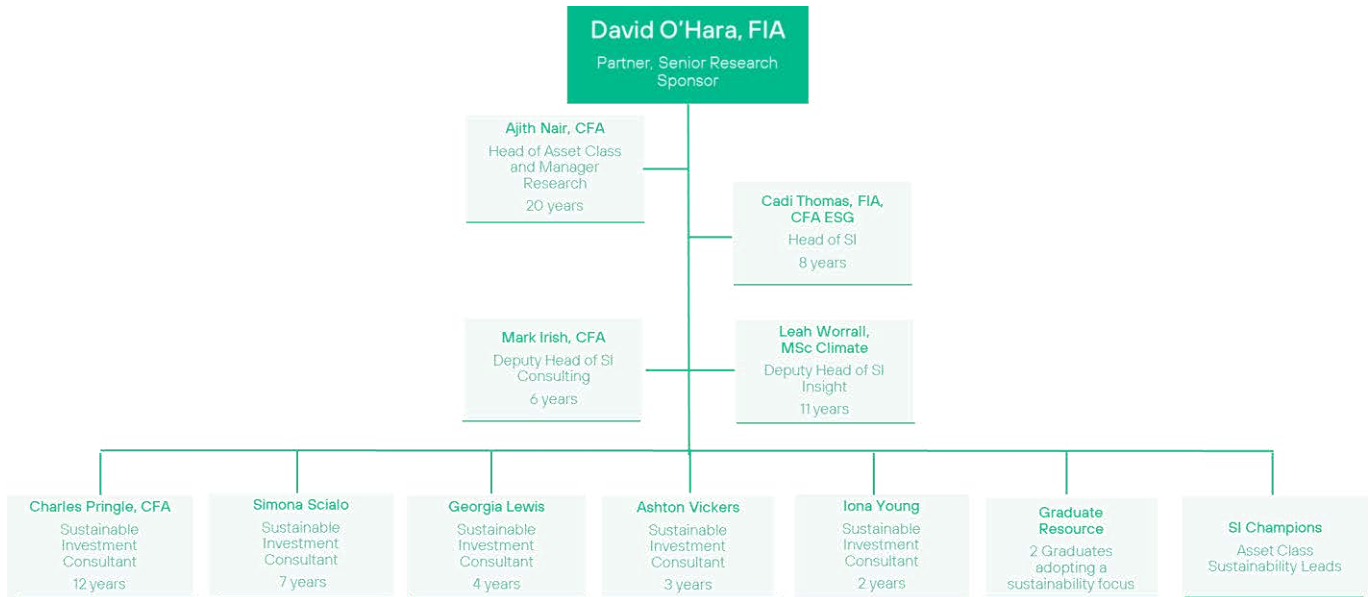 David O'Hara, FIA
Partner, Senior Research
Sponsor
Ajith Nair, CFA
Head of Asset Class
and Manager
Research
20 years
Cadi Thomas, FIA,
CFA ESG
Head of SI
8 years
Mark Irish, CFA
Deputy Head of SI
Consulting
6 years
Leah Worrall,
MSc Climate
Deputy Head of SI
Insight
11 years
Charles Pringle, CFA
Sustainable
Investment
Consultant
12 years
Simona Scialo
Sustainable
Investment
Consultant
7 years
Georgia Lewis
Sustainable
Investment
Consultant
4 years
Ashton Vickers
Sustainable
Investment
Consultant
3 years
Iona Young
Sustainable
Investment
Consultant
2 years
Graduate
Resource
2 Graduates
adopting a
sustainability focus
SI Champions
Asset Class
Sustainability Leads